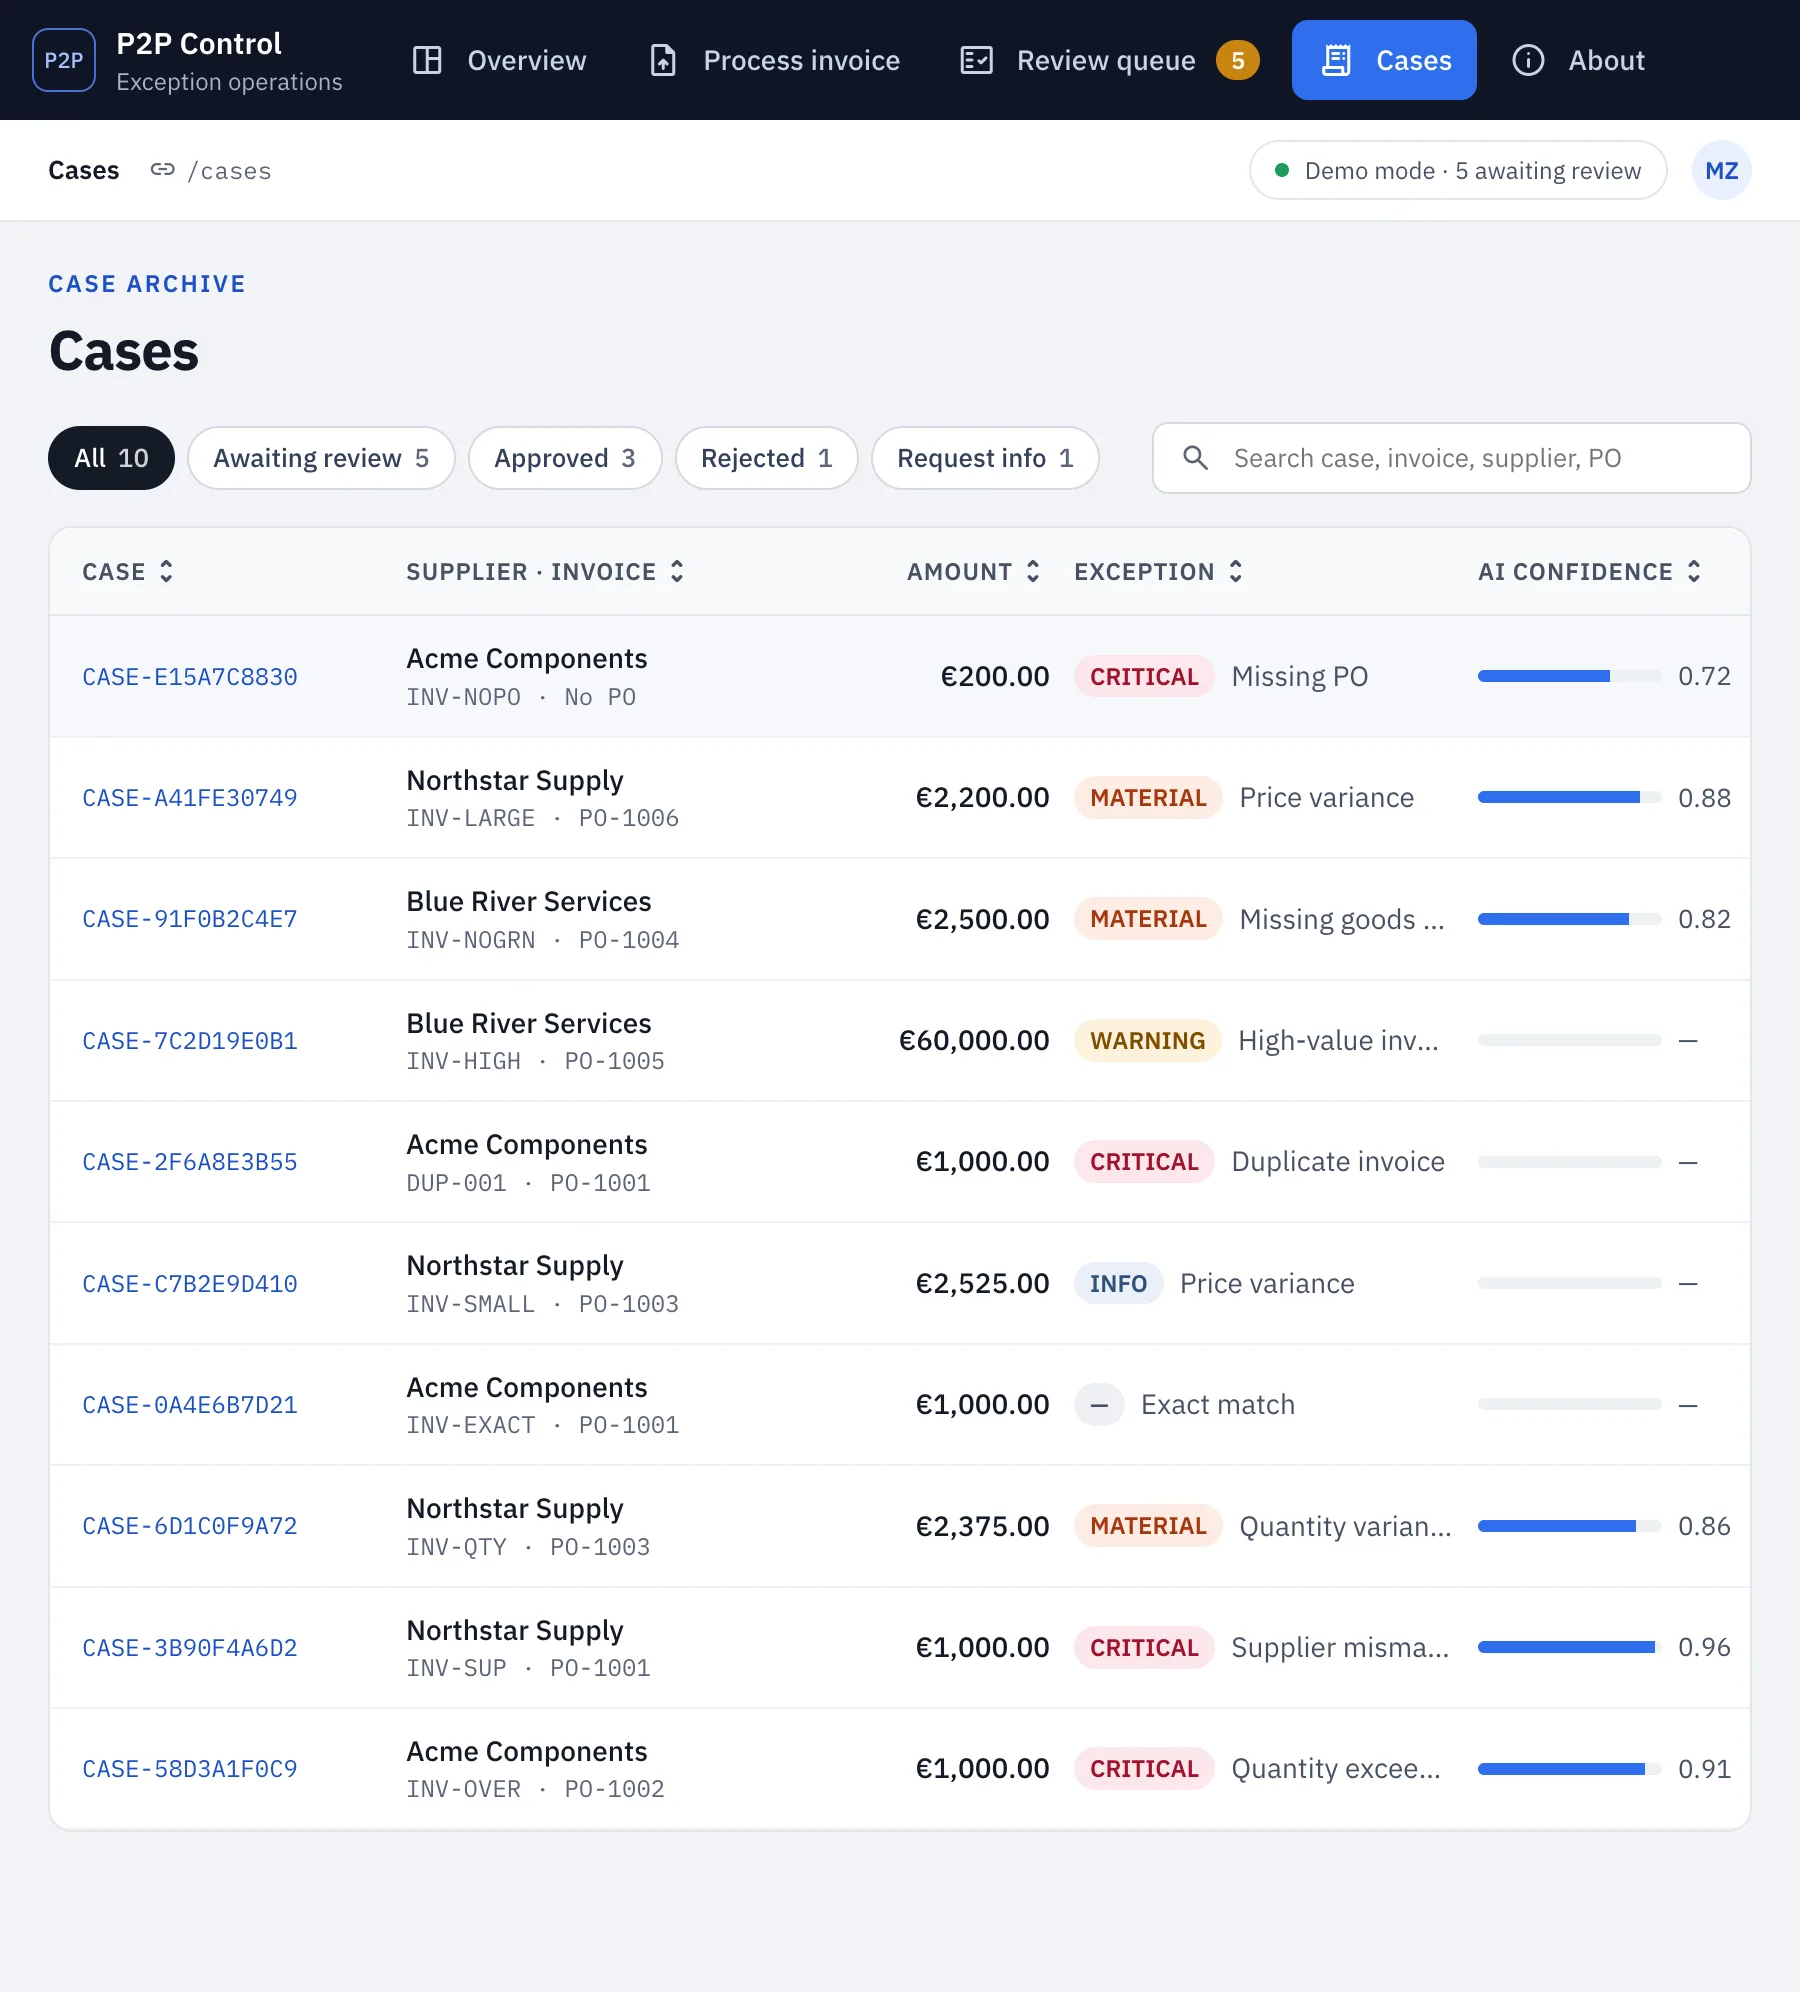 P2P
P2P Control
Exception operations
Overview
Process invoice
Review queue 5
Cases
About
Cases /cases
Demo mode · 5 awaiting review
MZ
CASE ARCHIVE
Cases
All 10
Awaiting review 5
Approved 3
Rejected 1
Request info 1
Search case, invoice, supplier, PO
CASE SUPPLIER · INVOICE AMOUNT EXCEPTION AI CONFIDENCE
CASE-E15A7C8830 Acme Components €200.00 CRITICAL Missing PO 0.72
INV-NOPO · No PO
CASE-A41FE30749 Northstar Supply €2,200.00 MATERIAL Price variance 0.88
INV-LARGE · PO-1006
CASE-91F0B2C4E7 Blue River Services €2,500.00 MATERIAL Missing goods ... 0.82
INV-NOGRN · PO-1004
CASE-7C2D19E0B1 Blue River Services €60,000.00 WARNING High-value inv... —
INV-HIGH · PO-1005
CASE-2F6A8E3B55 Acme Components €1,000.00 CRITICAL Duplicate invoice —
DUP-001 · PO-1001
CASE-C7B2E9D410 Northstar Supply €2,525.00 INFO Price variance —
INV-SMALL · PO-1003
CASE-0A4E6B7D21 Acme Components €1,000.00 — Exact match —
INV-EXACT · PO-1001
CASE-6D1C0F9A72 Northstar Supply €2,375.00 MATERIAL Quantity varian... 0.86
INV-QTY · PO-1003
CASE-3B90F4A6D2 Northstar Supply €1,000.00 CRITICAL Supplier misma... 0.96
INV-SUP · PO-1001
CASE-58D3A1F0C9 Acme Components €1,000.00 CRITICAL Quantity excee... 0.91
INV-OVER · PO-1002